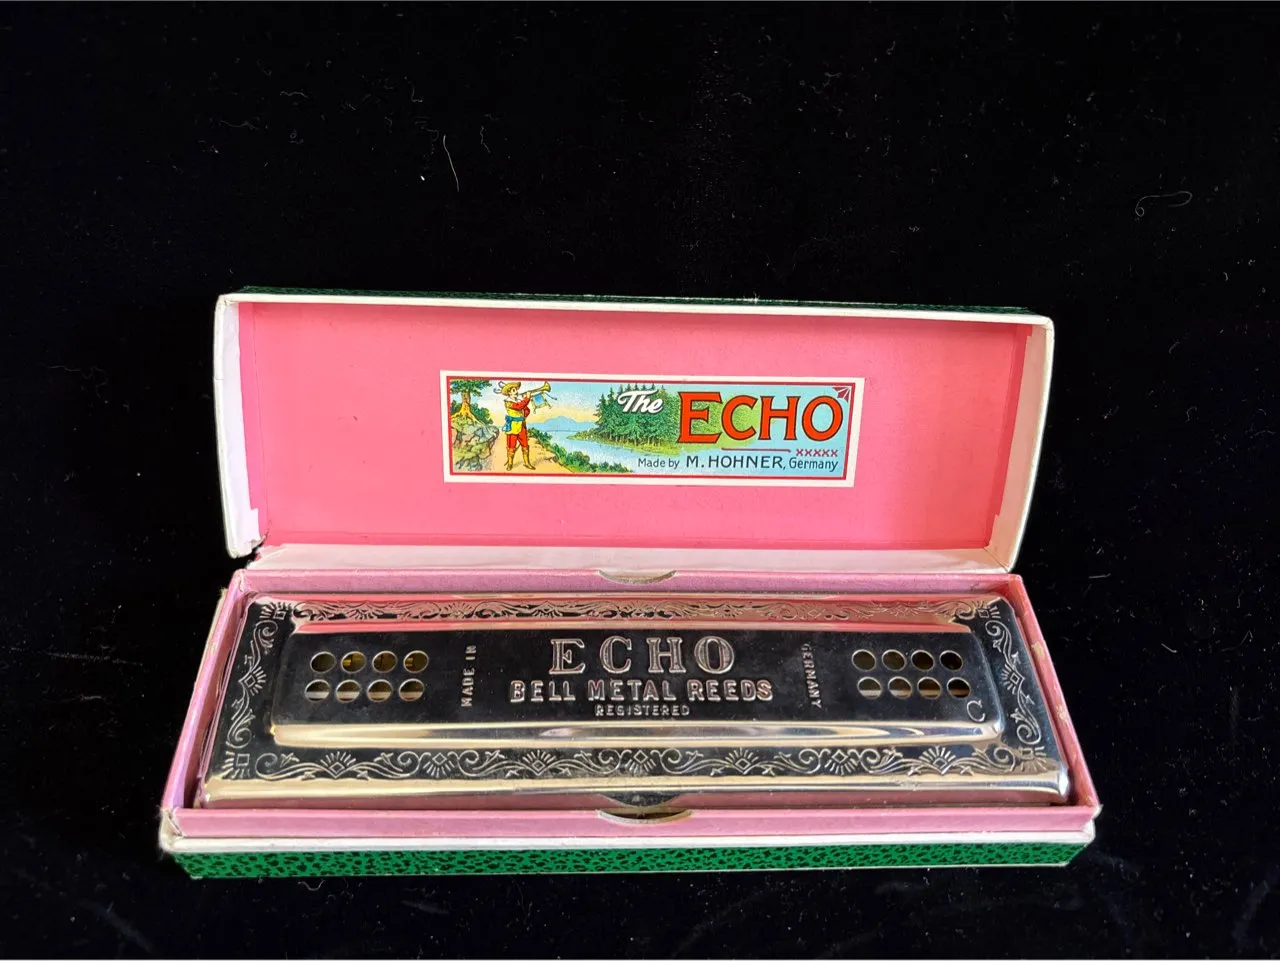 The ECHO
xxxxx
Made by M. HOHNER, Germany
ECHO
MADE IN
GERMANY
BELL METAL REEDS
REGISTERED
C